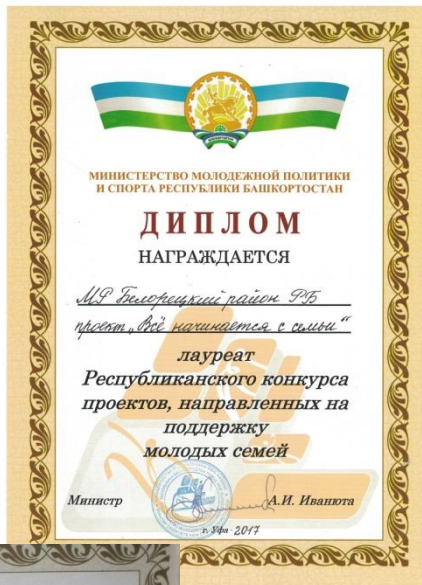 МИНИСТЕРСТВО МОЛОДЕЖНОЙ ПОЛИТИКИ
И СПОРТА РЕСПУБЛИКИ БАШКОРТОСТАН
ДИПЛОМ
НАГРАЖДАЕТСЯ
МР Белорецкий район РБ
проект „Всё начинается с семьи“
лауреат
Республиканского конкурса
проектов, направленных на
поддержку
молодых семей
Министр А.И. Иванюта
г. Уфа - 2017